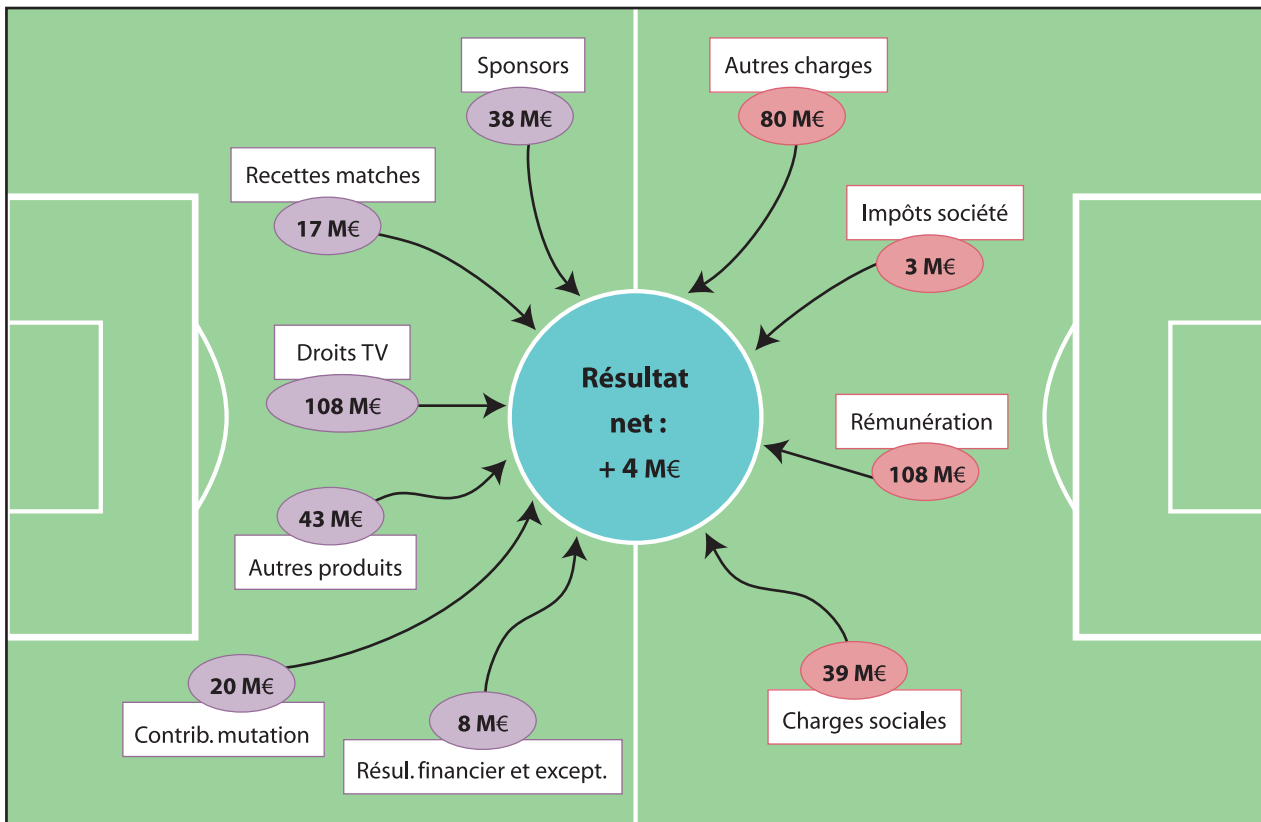 Sponsors
38 M€
Recettes matches
17 M€
Droits TV
108 M€
43 M€
Autres produits
20 M€
Contrib. mutation
8 M€
Résul. financier et except.
Résultat
net :
+ 4 M€
Autres charges
80 M€
Impôts société
3 M€
Rémunération
108 M€
39 M€
Charges sociales